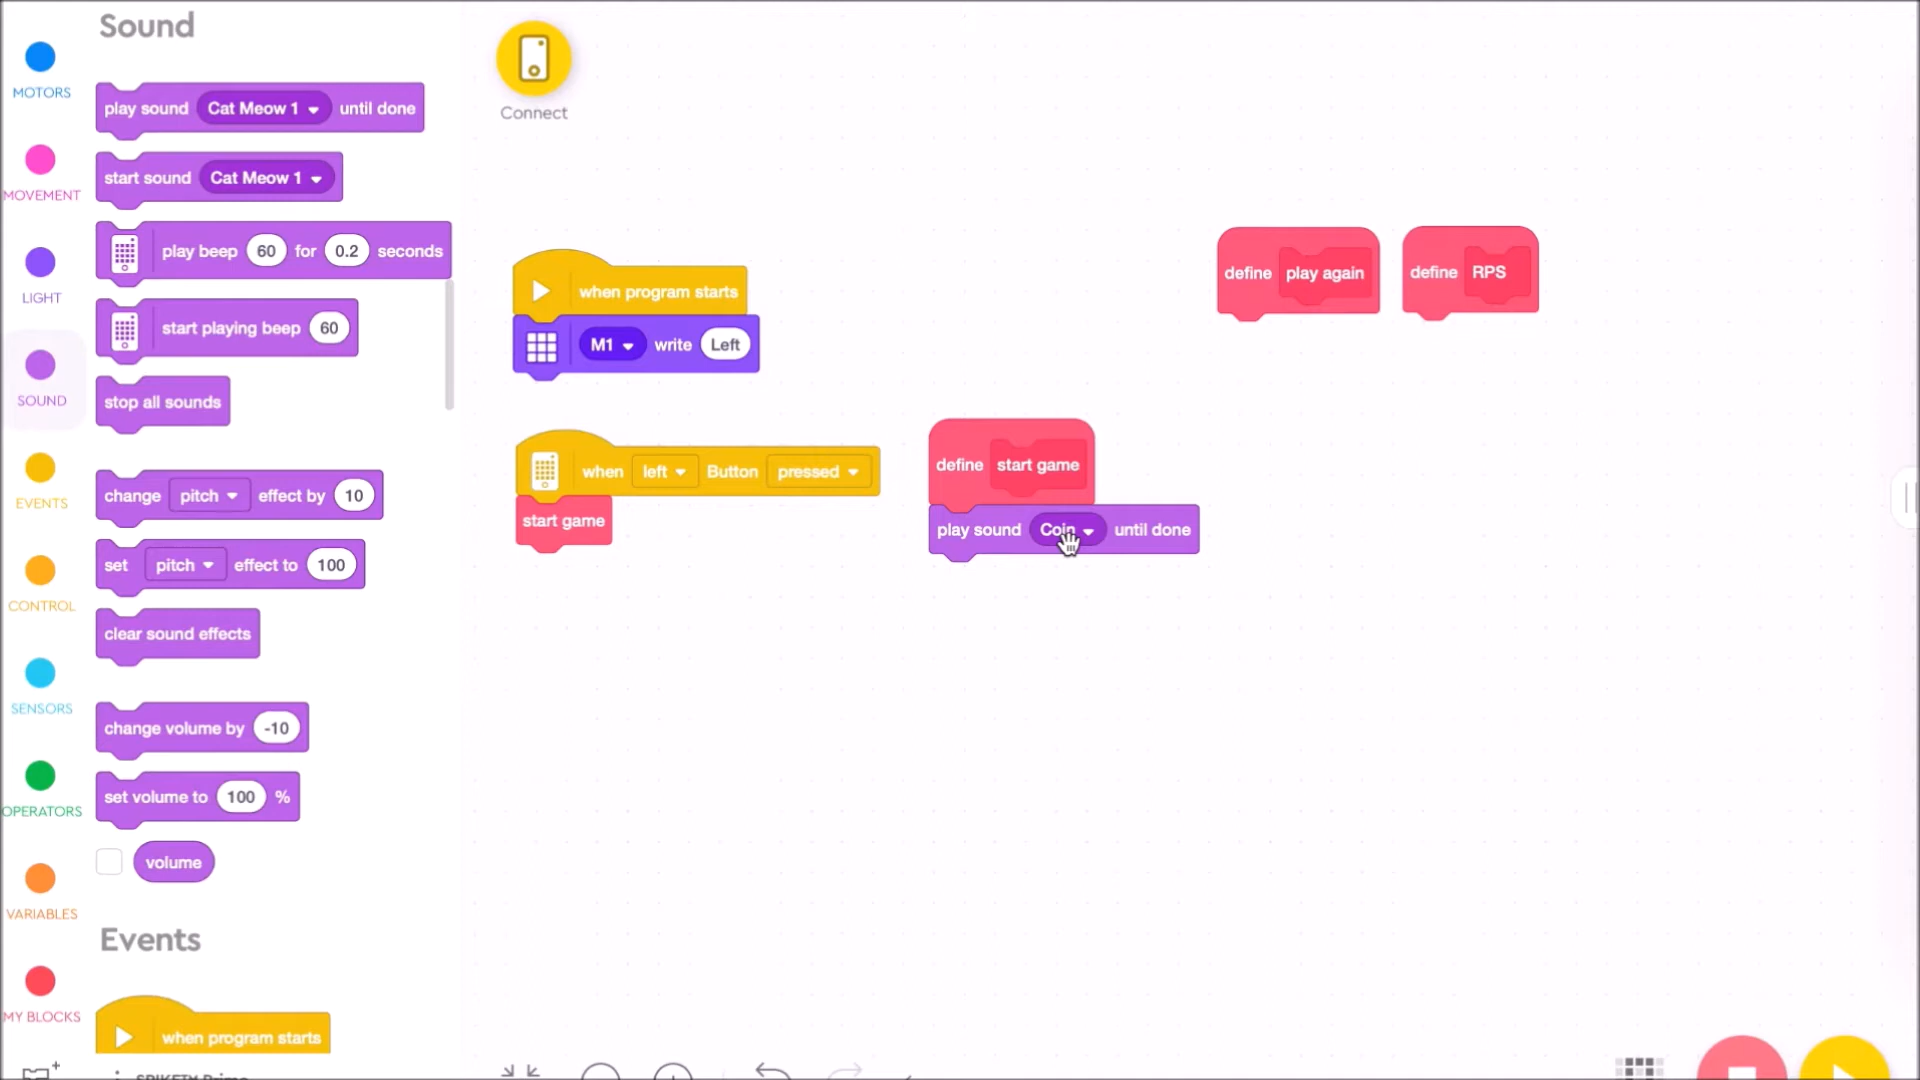 Sound
MOTORS
MOVEMENT
LIGHT
SOUND
EVENTS
CONTROL
SENSORS
OPERATORS
VARIABLES
MY BLOCKS
play sound Cat Meow 1 until done
start sound Cat Meow 1
play beep 60 for 0.2 seconds
start playing beep 60
stop all sounds
change pitch effect by 10
set pitch effect to 100
clear sound effects
change volume by -10
set volume to 100 %
volume
Events
when program starts
Connect
when program starts
M1 write Left
when left Button pressed
start game
define start game
play sound Coin until done
define play again
define RPS